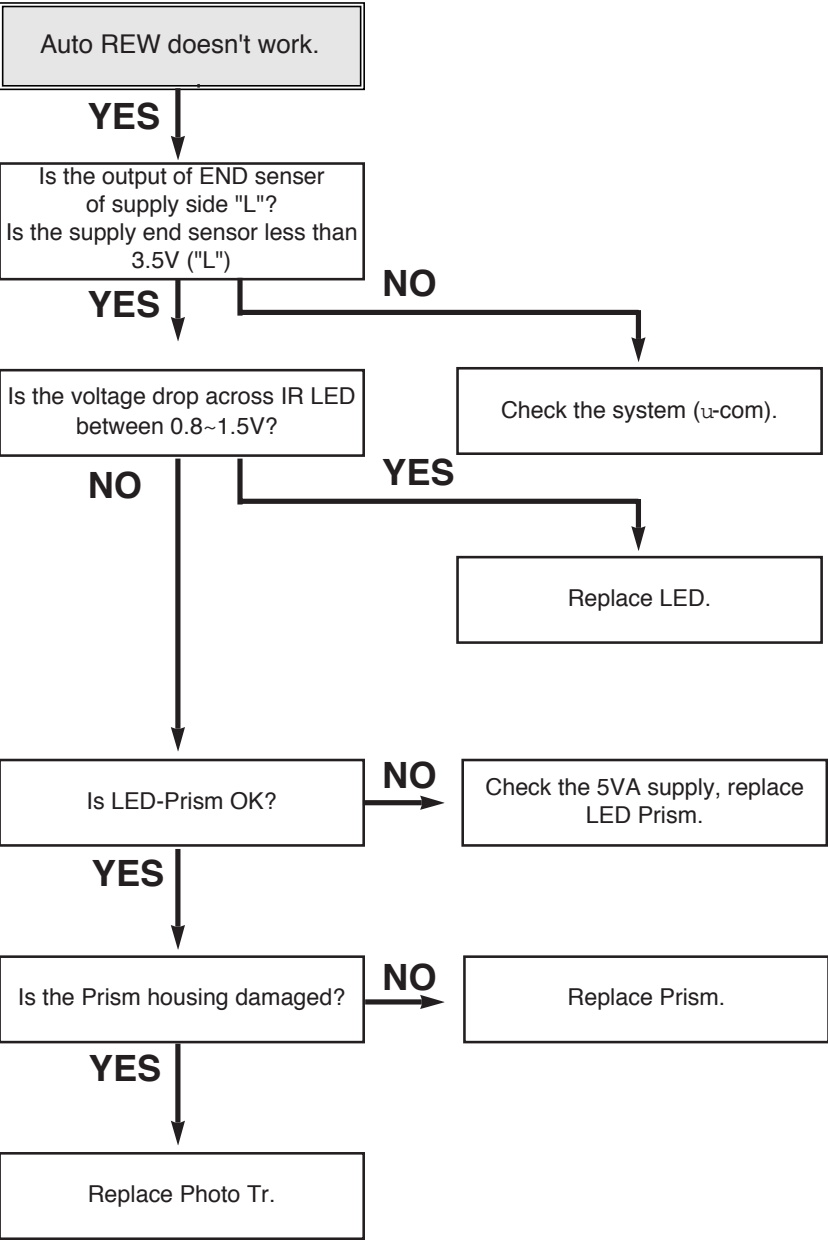 Auto REW doesn't work.
YES
Is the output of END senser
of supply side "L"?
Is the supply end sensor less than
3.5V ("L")
YES
NO
Is the voltage drop across IR LED
between 0.8~1.5V?
Check the system (u-com).
NO
YES
Replace LED.
Is LED-Prism OK?
NO
Check the 5VA supply, replace
LED Prism.
YES
Is the Prism housing damaged?
NO
Replace Prism.
YES
Replace Photo Tr.